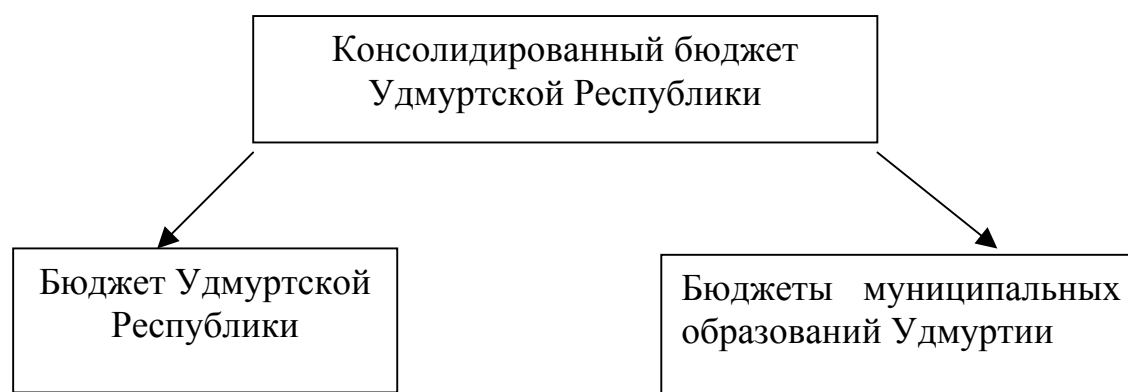 Консолидированный бюджет
Удмуртской Республики
Бюджет Удмуртской
Республики
Бюджеты муниципальных
образований Удмуртии